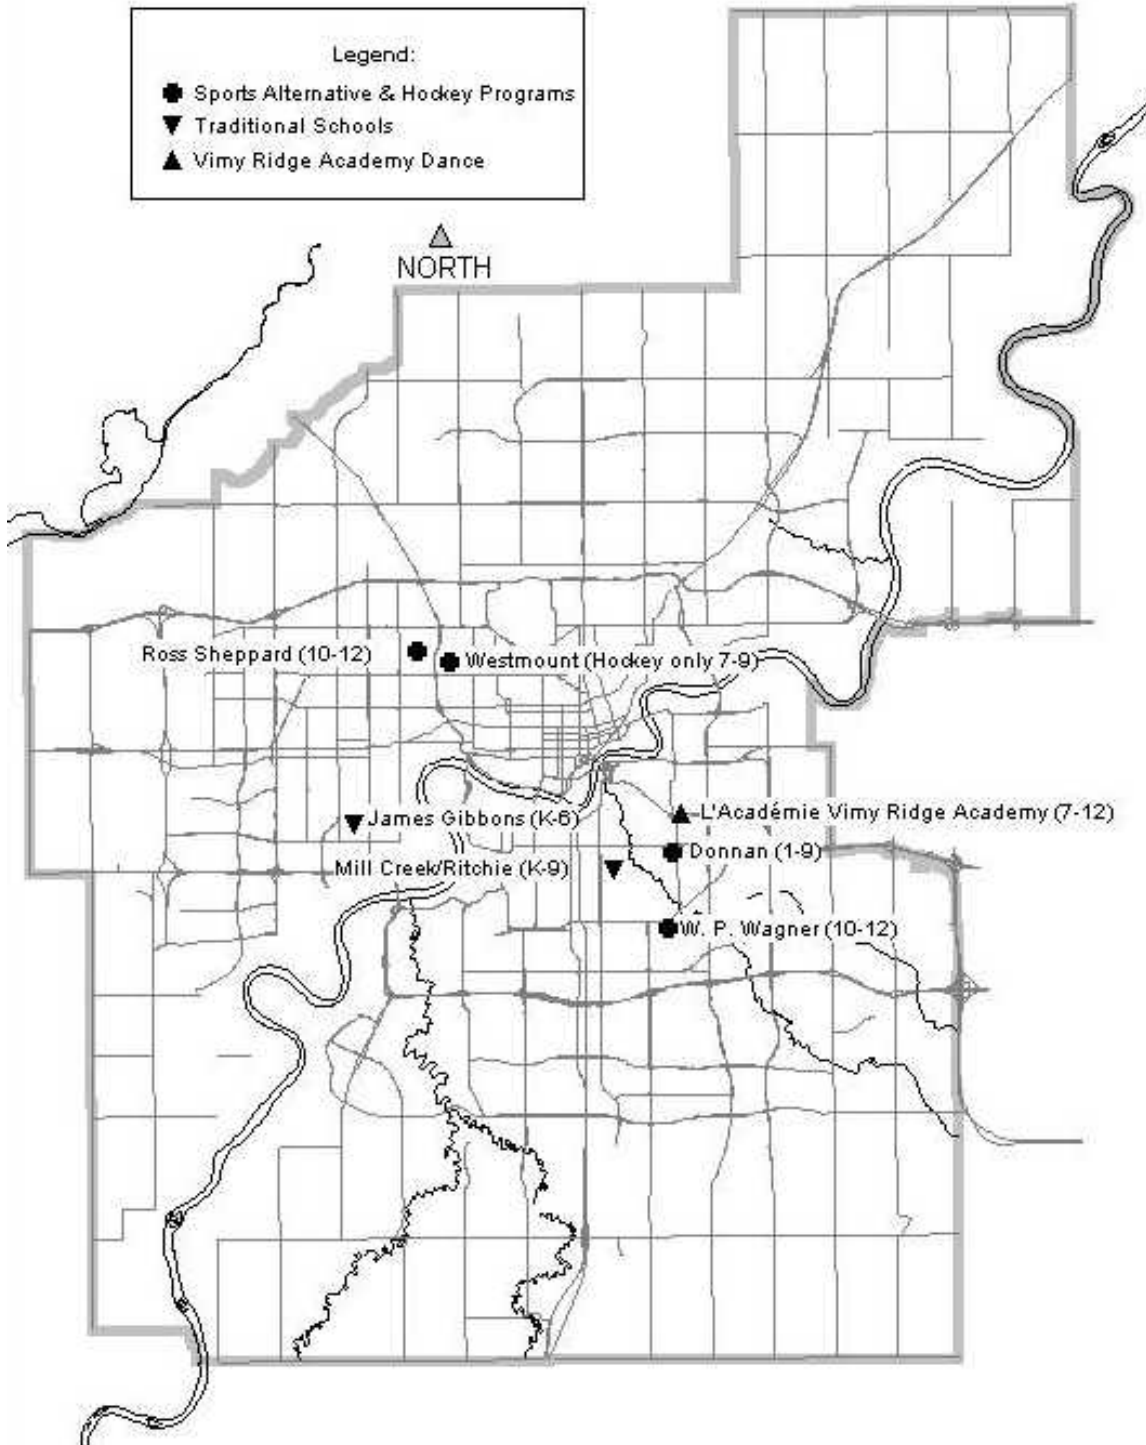 Legend:
Sports Alternative & Hockey Programs
Traditional Schools
Vimy Ridge Academy Dance
NORTH
Ross Sheppard (10-12)
Westmount (Hockey only 7-9)
James Gibbons (K-6)
L'Académie Vimy Ridge Academy (7-12)
Donnan (1-9)
Mill Creek/Ritchie (K-9)
W. P. Wagner (10-12)